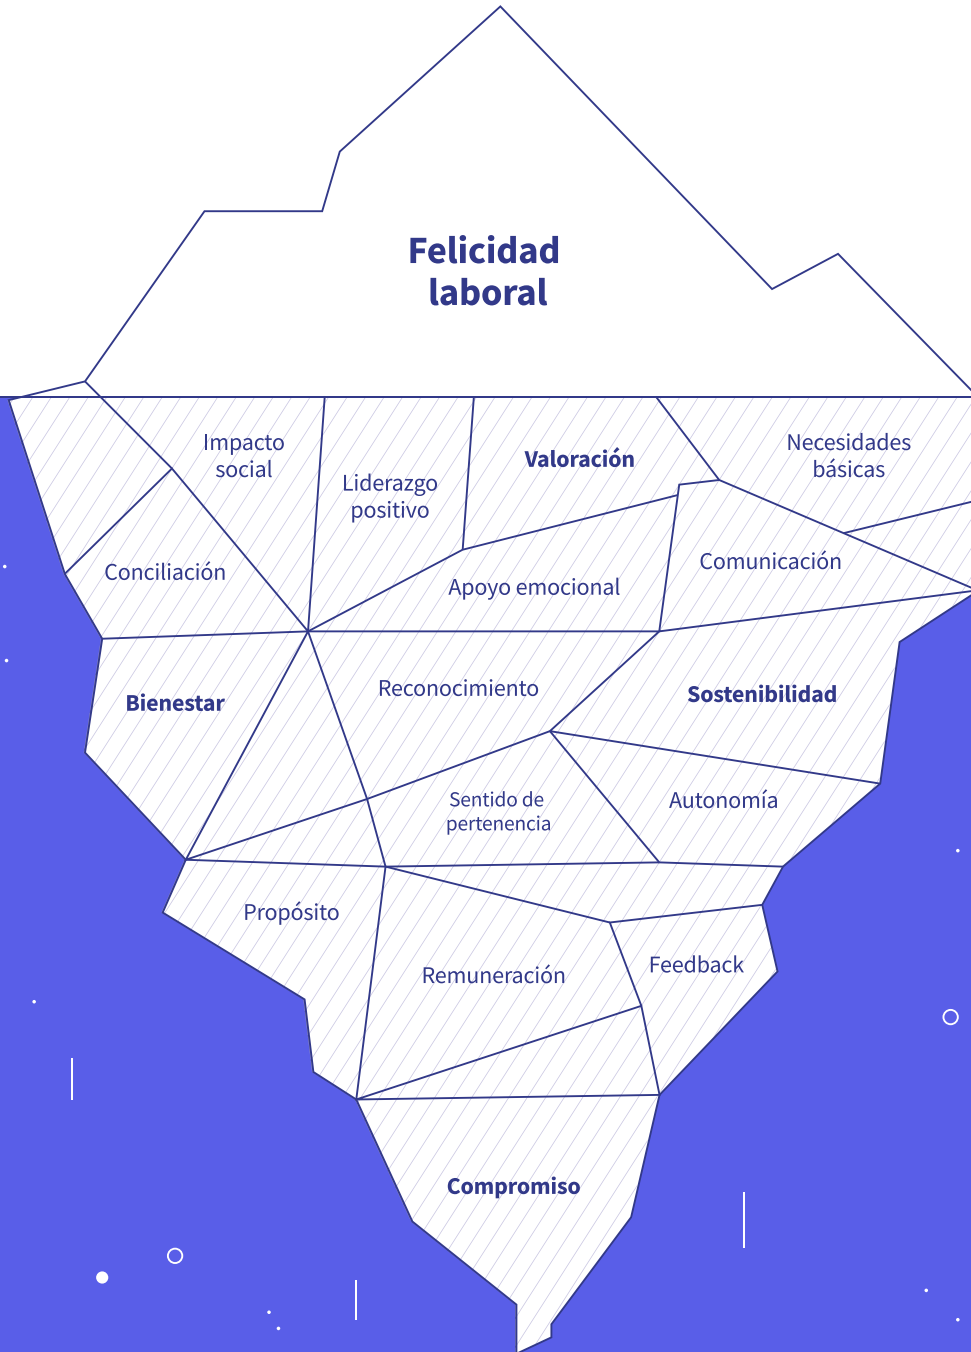 Felicidad
laboral
Impacto
social
Liderazgo
positivo
Valoración
Necesidades
básicas
Conciliación
Apoyo emocional
Comunicación
Bienestar
Reconocimiento
Sostenibilidad
Sentido de
pertenencia
Autonomía
Propósito
Remuneración
Feedback
Compromiso